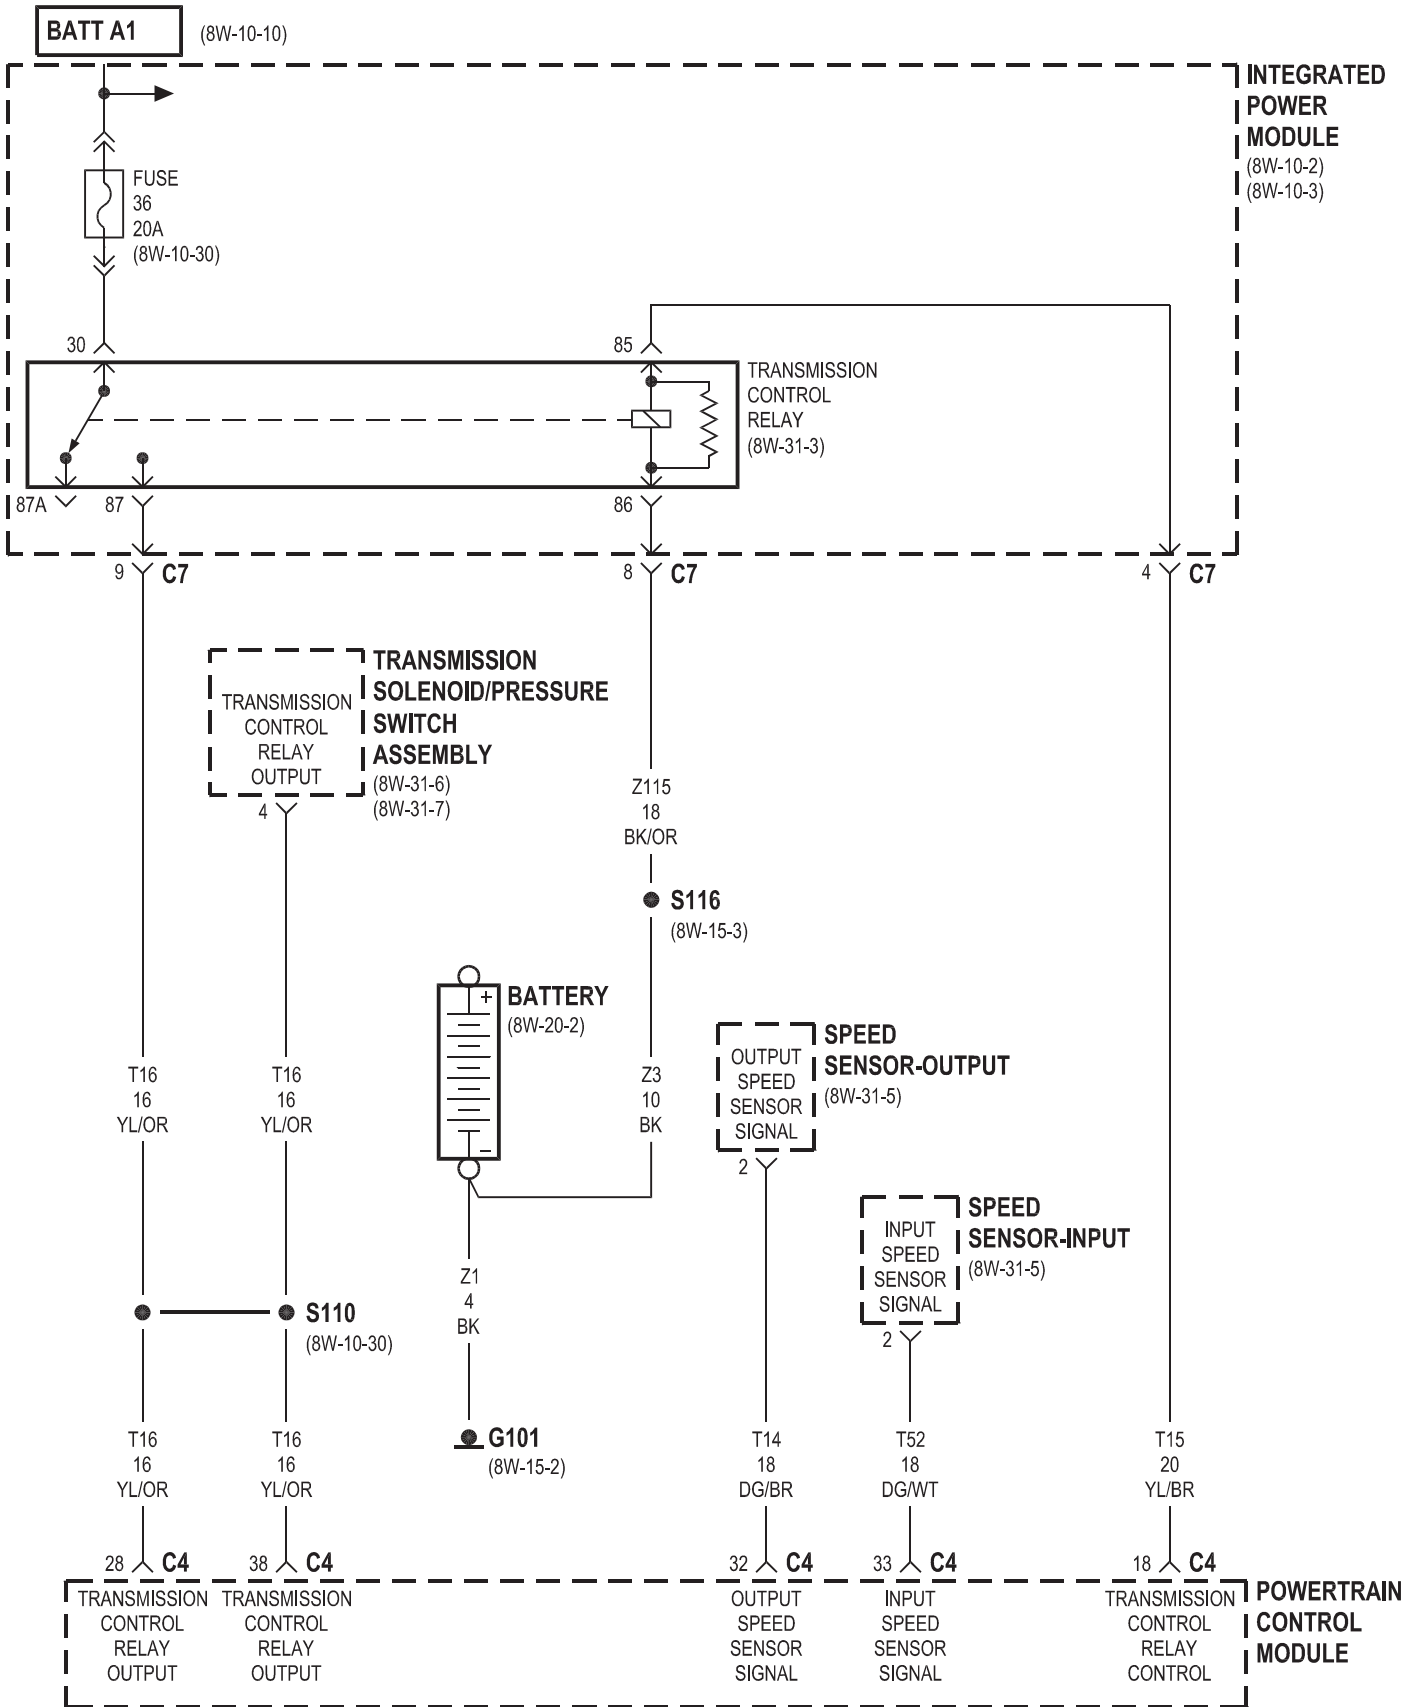 BATT A1
(8W-10-10)
INTEGRATED
POWER
MODULE
(8W-10-2)
(8W-10-3)
FUSE
36
20A
(8W-10-30)
30
85
TRANSMISSION
CONTROL
RELAY
(8W-31-3)
87A
87
86
9
C7
8
C7
4
C7
TRANSMISSION
CONTROL
RELAY
OUTPUT
TRANSMISSION
SOLENOID/PRESSURE
SWITCH
ASSEMBLY
(8W-31-6)
(8W-31-7)
4
Z115
18
BK/OR
S116
(8W-15-3)
+
BATTERY
(8W-20-2)
−
T16
16
YL/OR
T16
16
YL/OR
Z3
10
BK
OUTPUT
SPEED
SENSOR
SIGNAL
SPEED
SENSOR-OUTPUT
(8W-31-5)
2
INPUT
SPEED
SENSOR
SIGNAL
SPEED
SENSOR-INPUT
(8W-31-5)
2
Z1
4
BK
S110
(8W-10-30)
G101
(8W-15-2)
T16
16
YL/OR
T16
16
YL/OR
T14
18
DG/BR
T52
18
DG/WT
T15
20
YL/BR
28
C4
38
C4
32
C4
33
C4
18
C4
TRANSMISSION
CONTROL
RELAY
OUTPUT
TRANSMISSION
CONTROL
RELAY
OUTPUT
OUTPUT
SPEED
SENSOR
SIGNAL
INPUT
SPEED
SENSOR
SIGNAL
TRANSMISSION
CONTROL
RELAY
CONTROL
POWERTRAIN
CONTROL
MODULE